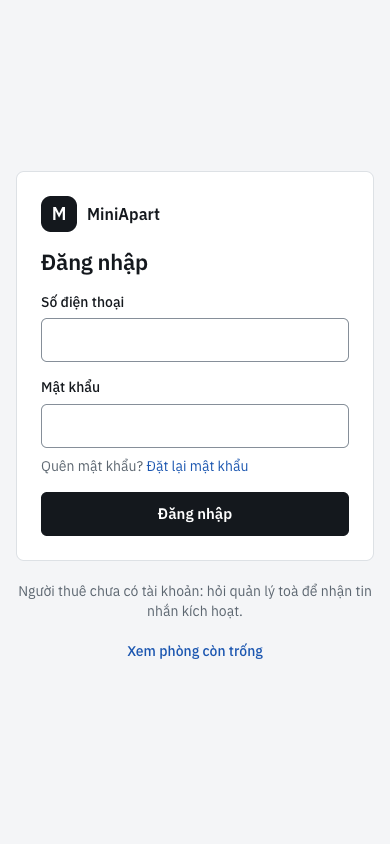 M
MiniApart
Đăng nhập
Số điện thoại
Mật khẩu
Quên mật khẩu? Đặt lại mật khẩu
Đăng nhập
Người thuê chưa có tài khoản: hỏi quản lý toà để nhận tin
nhắn kích hoạt.
Xem phòng còn trống